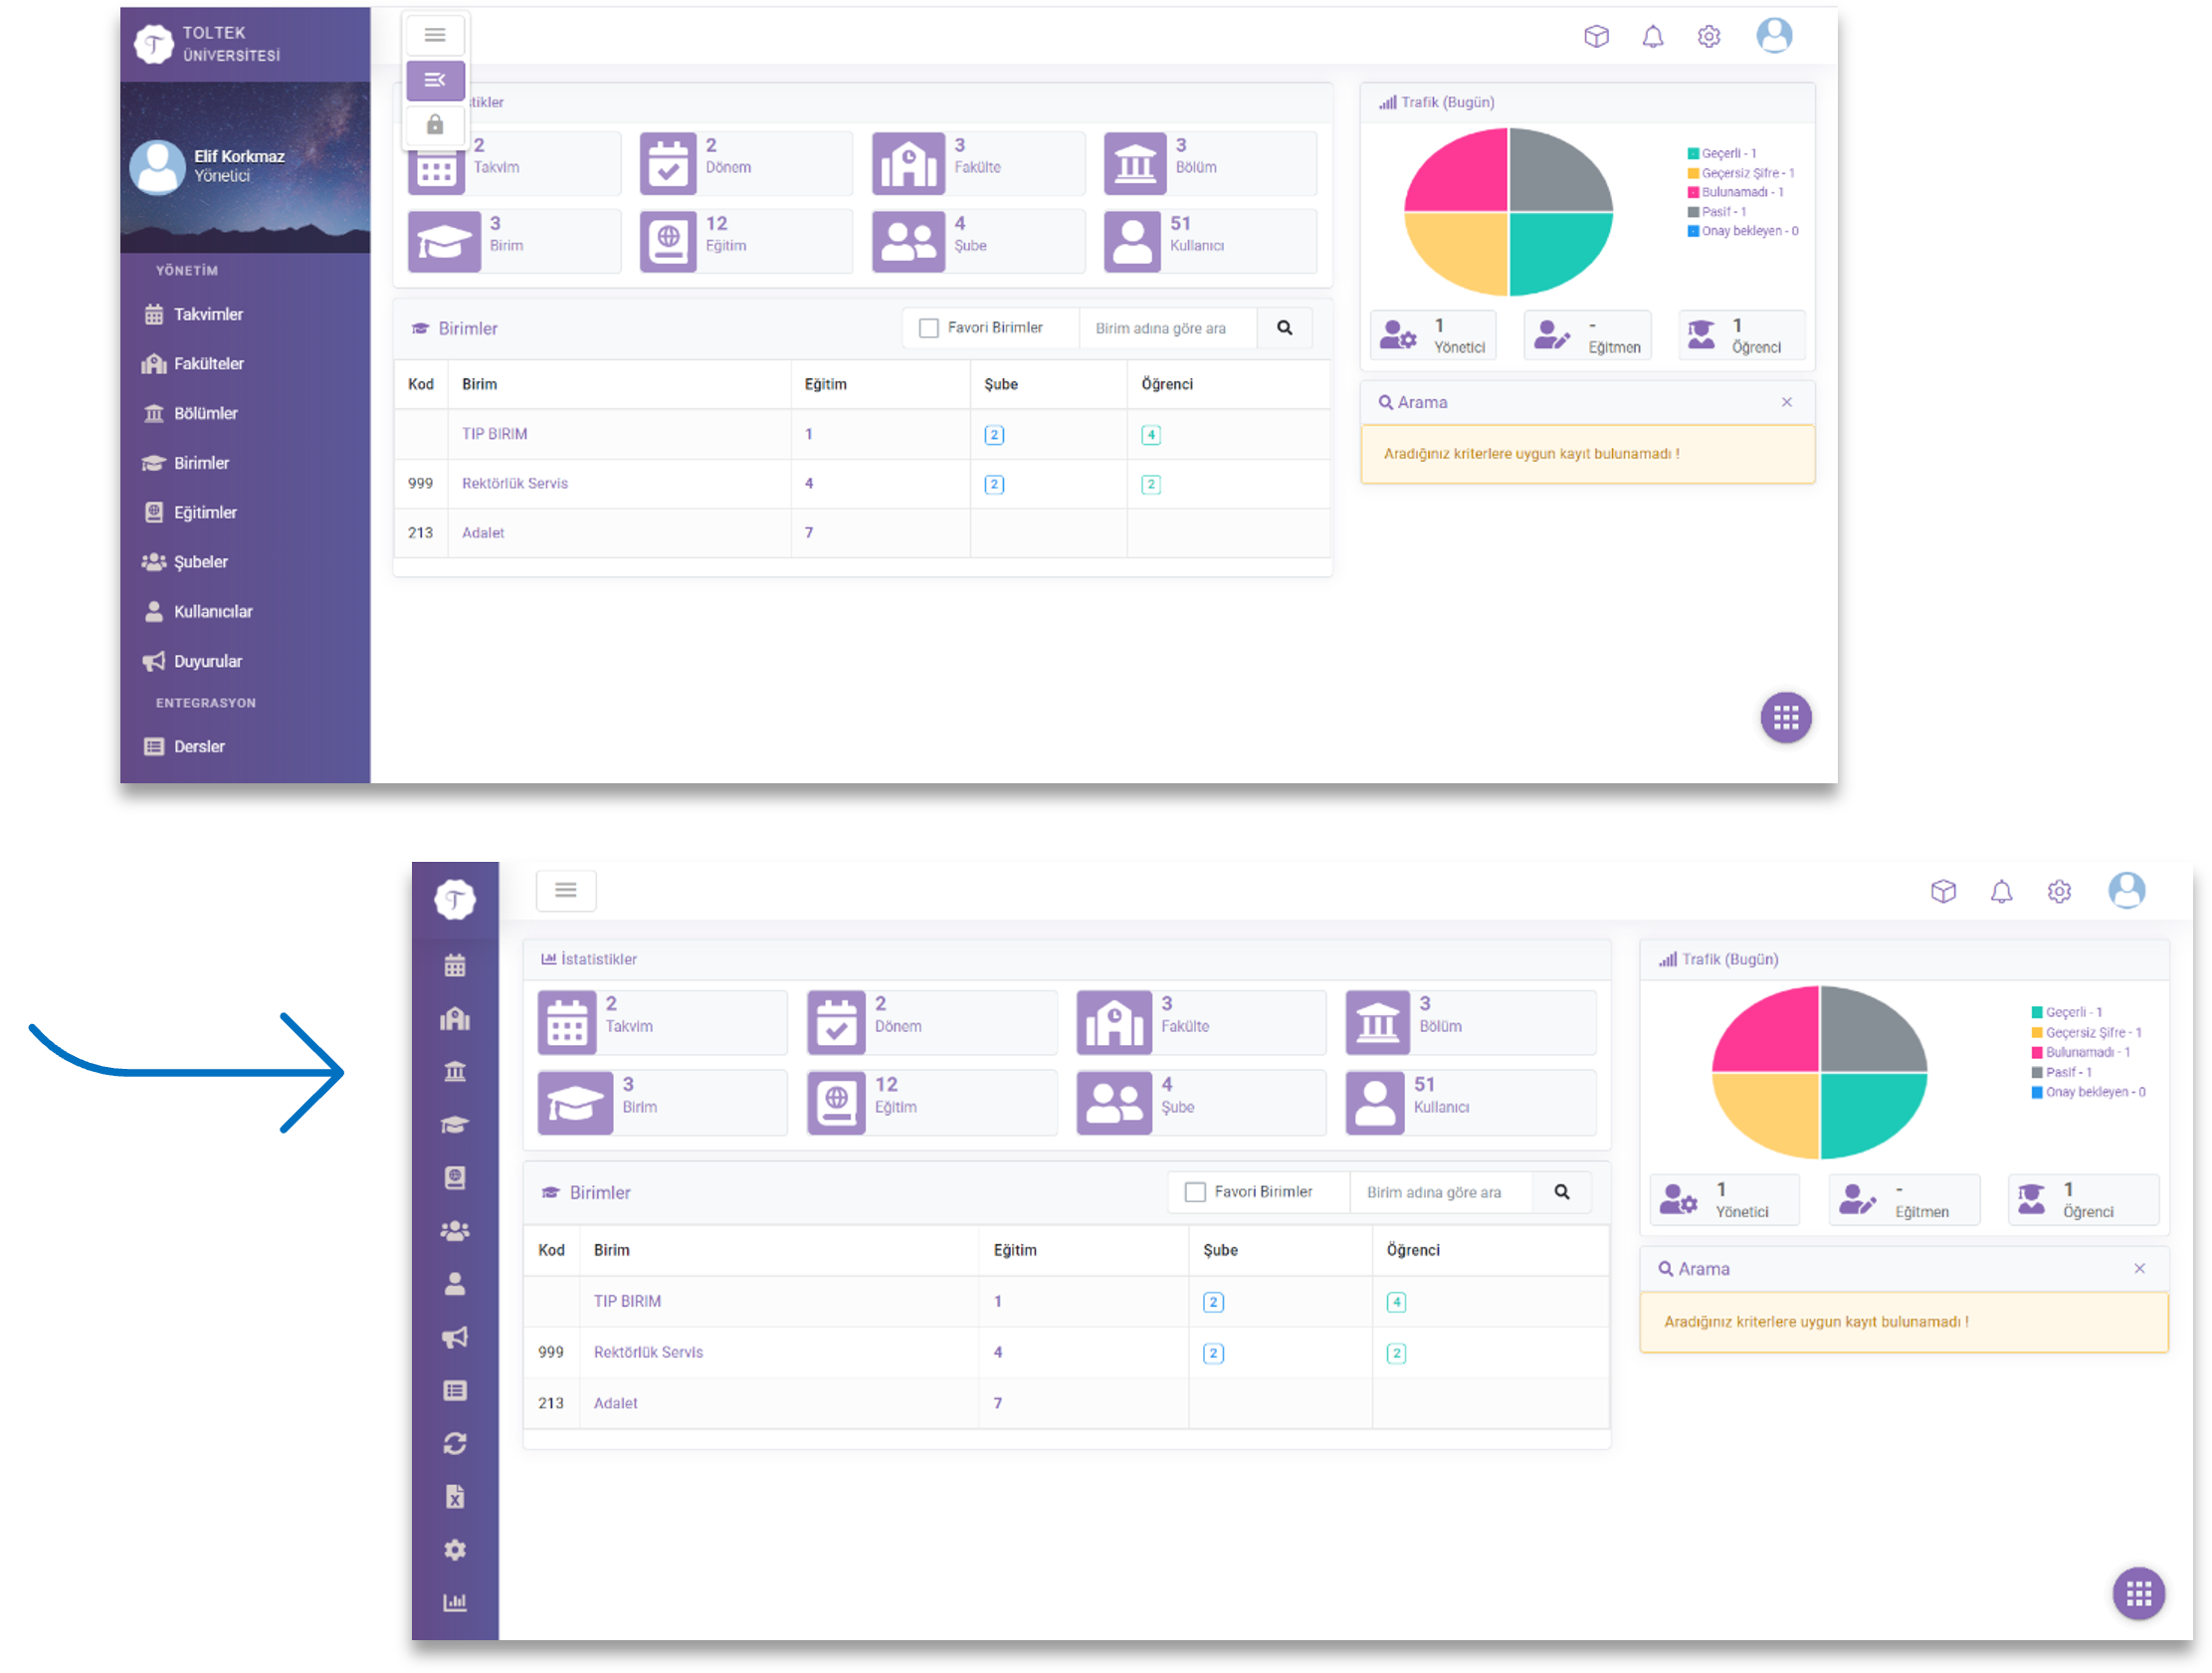 TOLTEK
ÜNİVERSİTESİ
Elif Korkmaz
Yönetici
YÖNETİM
Takvimler
Fakülteler
Bölümler
Birimler
Eğitimler
Şubeler
Kullanıcılar
Duyurular
ENTEGRASYON
Dersler
tikler
2
Takvim
2
Dönem
3
Fakülte
3
Bölüm
3
Birim
12
Eğitim
4
Şube
51
Kullanıcı
Birimler
Favori Birimler
Birim adına göre ara
Kod Birim Eğitim Şube Öğrenci
TIP BIRIM 1 2 4
999 Rektörlük Servis 4 2 2
213 Adalet 7
Trafik (Bugün)
Geçerli - 1
Geçersiz Şifre - 1
Bulunamadı - 1
Pasif - 1
Onay bekleyen - 0
1
Yönetici
-
Eğitmen
1
Öğrenci
Arama
Aradığınız kriterlere uygun kayıt bulunamadı !
İstatistikler
2
Takvim
2
Dönem
3
Fakülte
3
Bölüm
3
Birim
12
Eğitim
4
Şube
51
Kullanıcı
Birimler
Favori Birimler
Birim adına göre ara
Kod Birim Eğitim Şube Öğrenci
TIP BIRIM 1 2 4
999 Rektörlük Servis 4 2 2
213 Adalet 7
Trafik (Bugün)
Geçerli - 1
Geçersiz Şifre - 1
Bulunamadı - 1
Pasif - 1
Onay bekleyen - 0
1
Yönetici
-
Eğitmen
1
Öğrenci
Arama
Aradığınız kriterlere uygun kayıt bulunamadı !